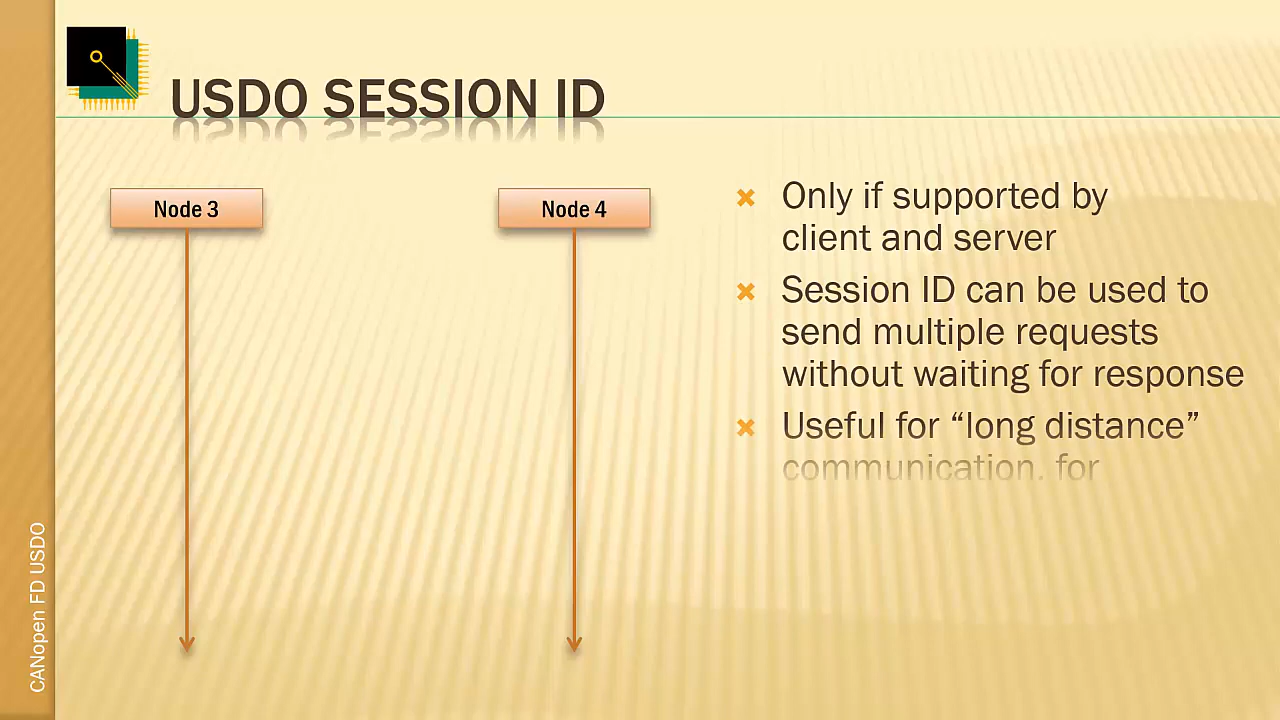 USDO SESSION ID
Node 3
Node 4
Only if supported by
client and server
Session ID can be used to
send multiple requests
without waiting for response
Useful for “long distance”
communication, for
CANopen FD USDO